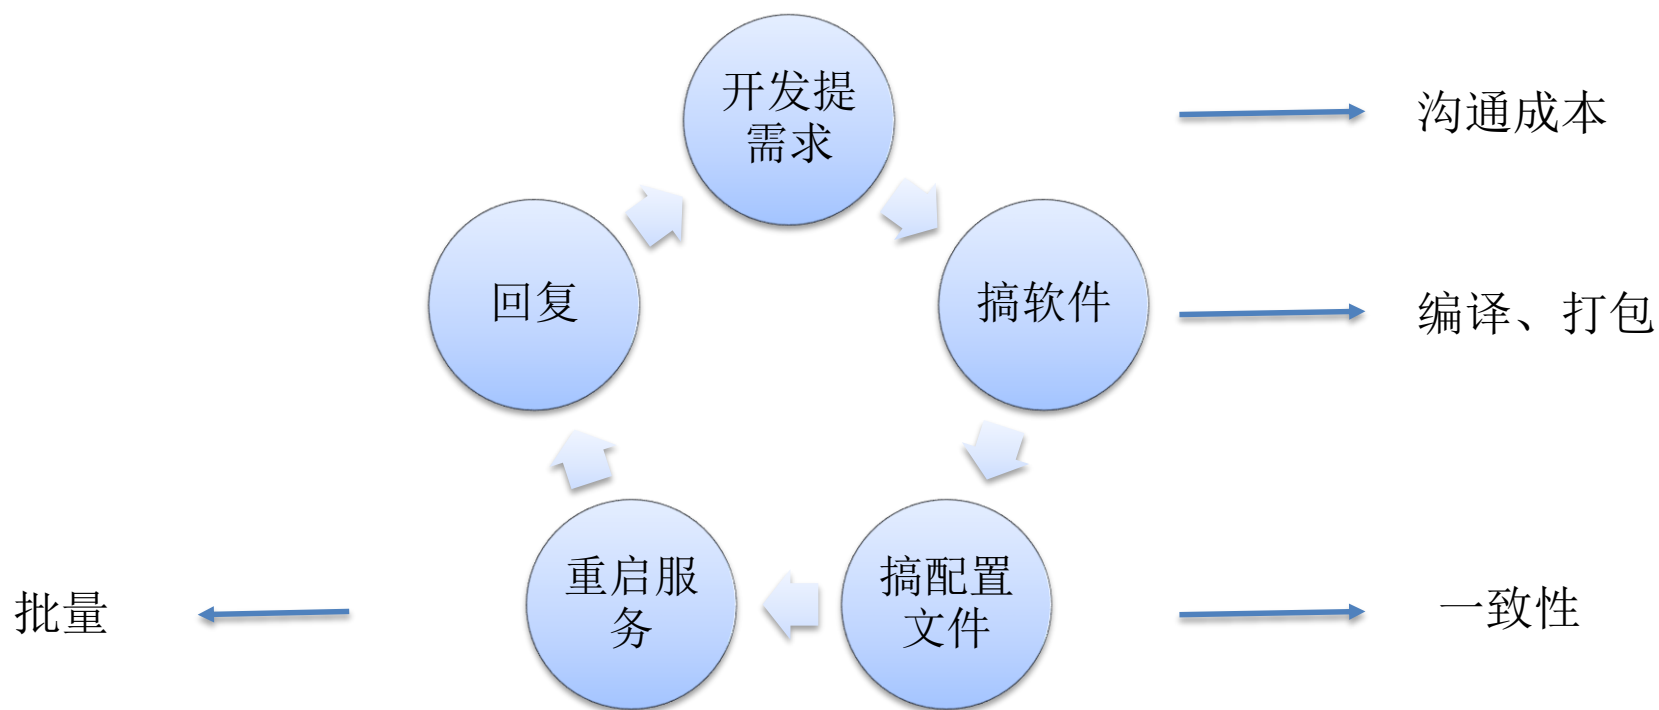 开发提
需求
沟通成本
回复
搞软件
编译、打包
重启服
务
搞配置
文件
批量
一致性